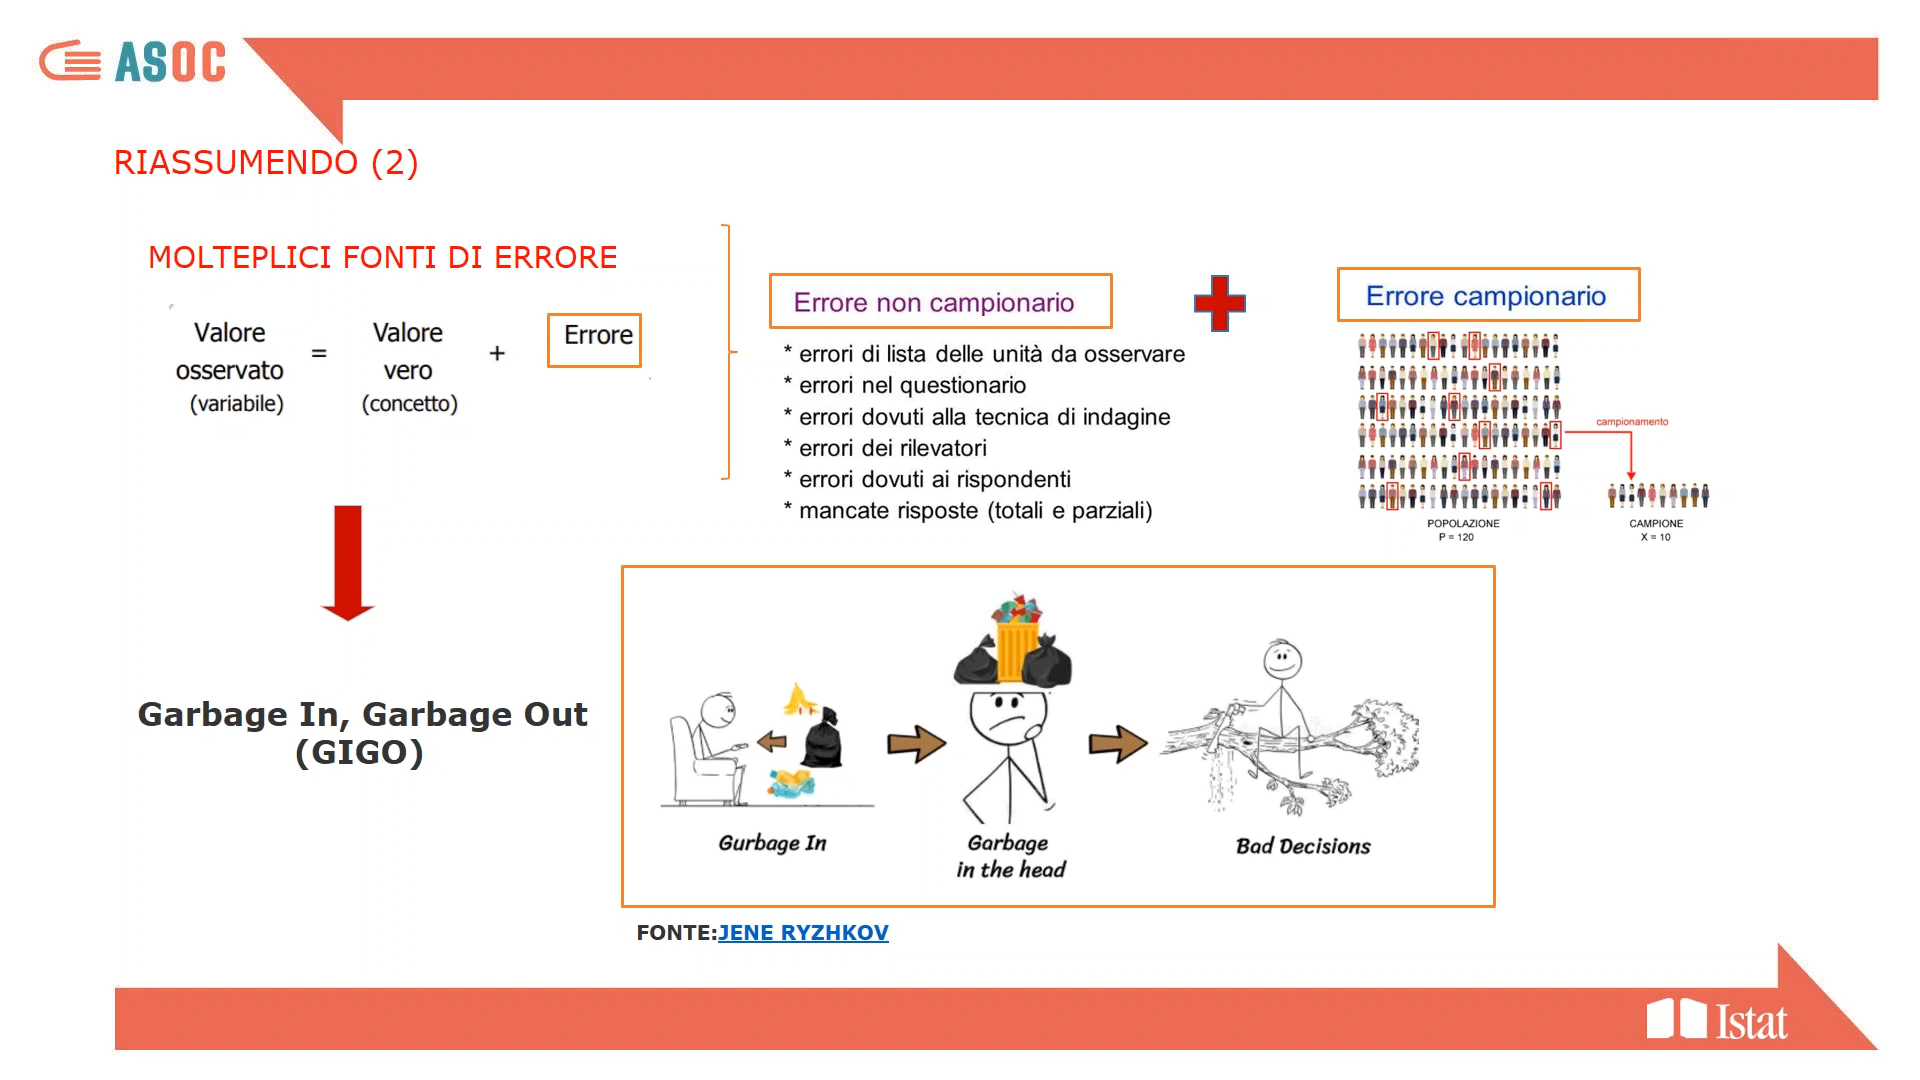 ASOC
RIASSUMENDO (2)
MOLTEPLICI FONTI DI ERRORE
Valore osservato (variabile) = Valore vero (concetto) + Errore
Errore non campionario
* errori di lista delle unità da osservare
* errori nel questionario
* errori dovuti alla tecnica di indagine
* errori dei rilevatori
* errori dovuti ai rispondenti
* mancate risposte (totali e parziali)
Errore campionario
campionamento
POPOLAZIONE
P = 120
CAMPIONE
X = 10
Garbage In, Garbage Out
(GIGO)
Gurbage In
Garbage
in the head
Bad Decisions
FONTE:JENE RYZHKOV
Istat